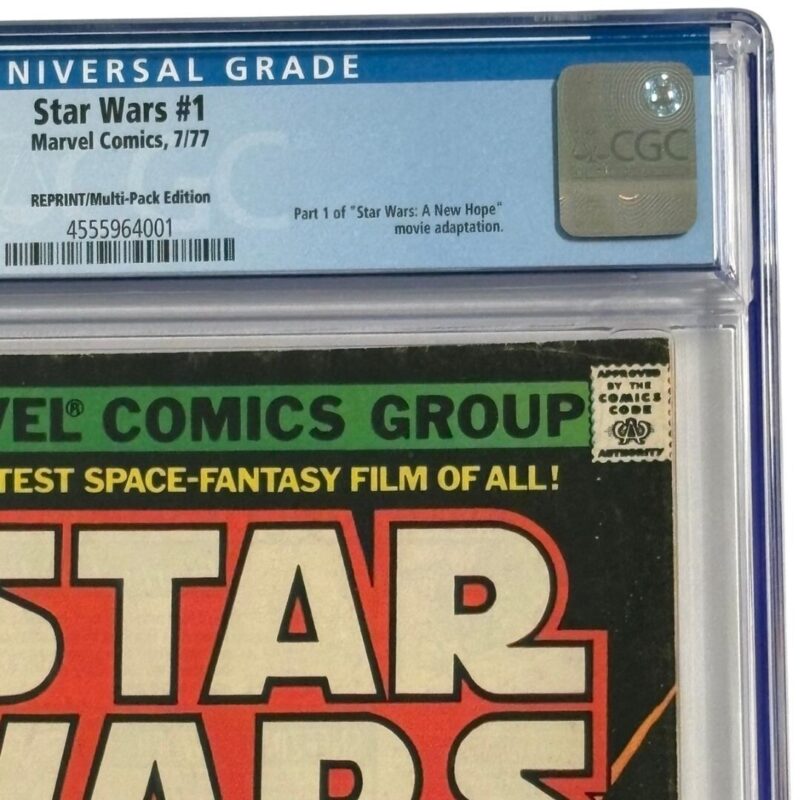 NIVERSAL GRADE
Star Wars #1
Marvel Comics, 7/77
REPRINT/Multi-Pack Edition
4555964001
Part 1 of "Star Wars: A New Hope"
movie adaptation.
CGC
VEL® COMICS GROUP
APPROVED
BY THE
COMICS
CODE
AUTHORITY
TEST SPACE-FANTASY FILM OF ALL!
STAR
WARS